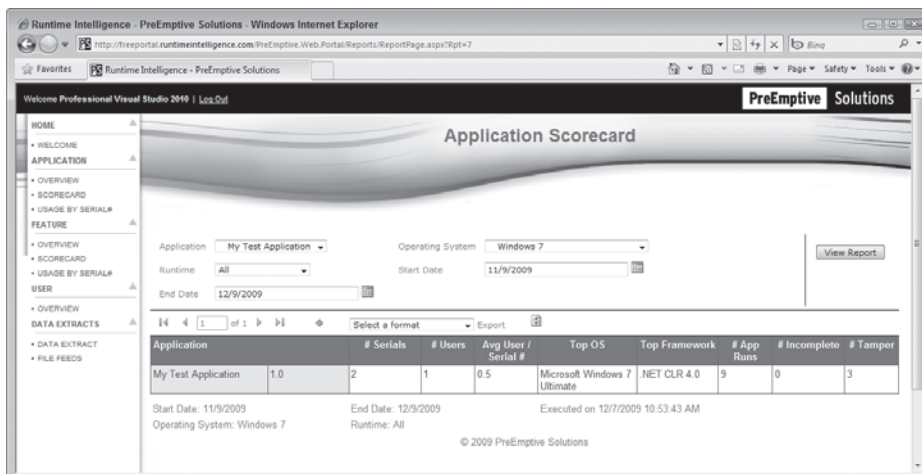 Runtime Intelligence - PreEmptive Solutions - Windows Internet Explorer
http://freeportal.runtimeintelligence.com/PreEmptive.Web.Portal/Reports/ReportPage.aspx?Rpt=7
Bing
Favorites
Runtime Intelligence - PreEmptive Solutions
Page
Safety
Tools
Welcome Professional Visual Studio 2010 | Log Out
PreEmptive Solutions
HOME
• WELCOME
APPLICATION
• OVERVIEW
• SCORECARD
• USAGE BY SERIAL#
FEATURE
• OVERVIEW
• SCORECARD
• USAGE BY SERIAL#
USER
• OVERVIEW
DATA EXTRACTS
• DATA EXTRACT
• FILE FEEDS
Application Scorecard
Application My Test Application Operating System Windows 7
View Report
Runtime All Start Date 11/9/2009
End Date 12/9/2009
1 of 1 Select a format Export
Application # Serials # Users Avg User / Serial # Top OS Top Framework # App Runs # Incomplete # Tamper
My Test Application 1.0 2 1 0.5 Microsoft Windows 7 Ultimate .NET CLR 4.0 9 0 3
Start Date: 11/9/2009 End Date: 12/9/2009 Executed on 12/7/2009 10:53:43 AM
Operating System: Windows 7 Runtime: All
© 2009 PreEmptive Solutions